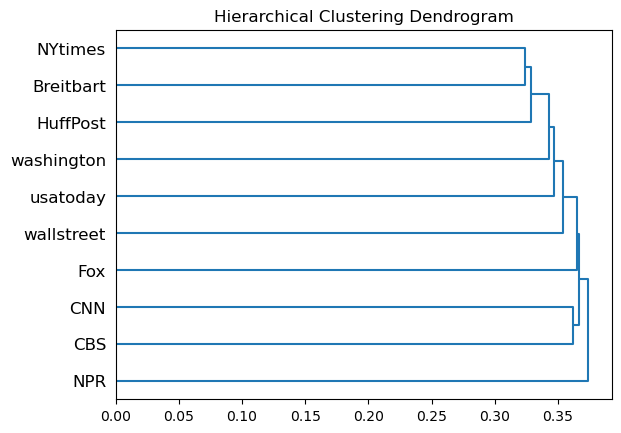 Hierarchical Clustering Dendrogram
NYtimes
Breitbart
HuffPost
washington
usatoday
wallstreet
Fox
CNN
CBS
NPR
0.00 0.05 0.10 0.15 0.20 0.25 0.30 0.35